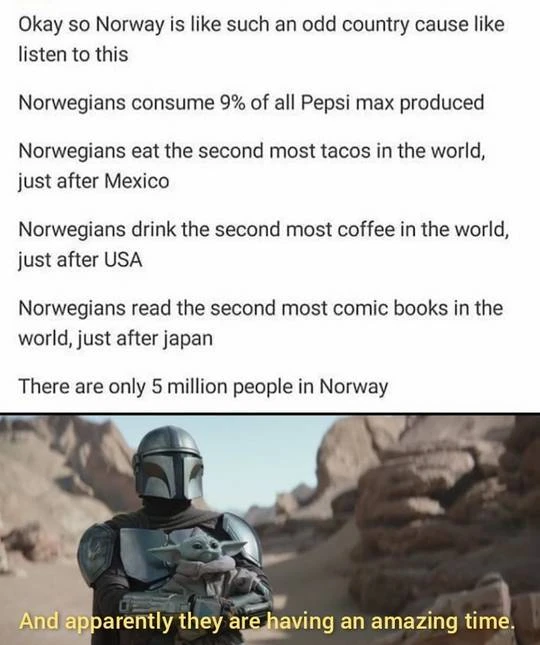 Okay so Norway is like such an odd country cause like
listen to this
Norwegians consume 9% of all Pepsi max produced
Norwegians eat the second most tacos in the world,
just after Mexico
Norwegians drink the second most coffee in the world,
just after USA
Norwegians read the second most comic books in the
world, just after japan
There are only 5 million people in Norway
And apparently they are having an amazing time.